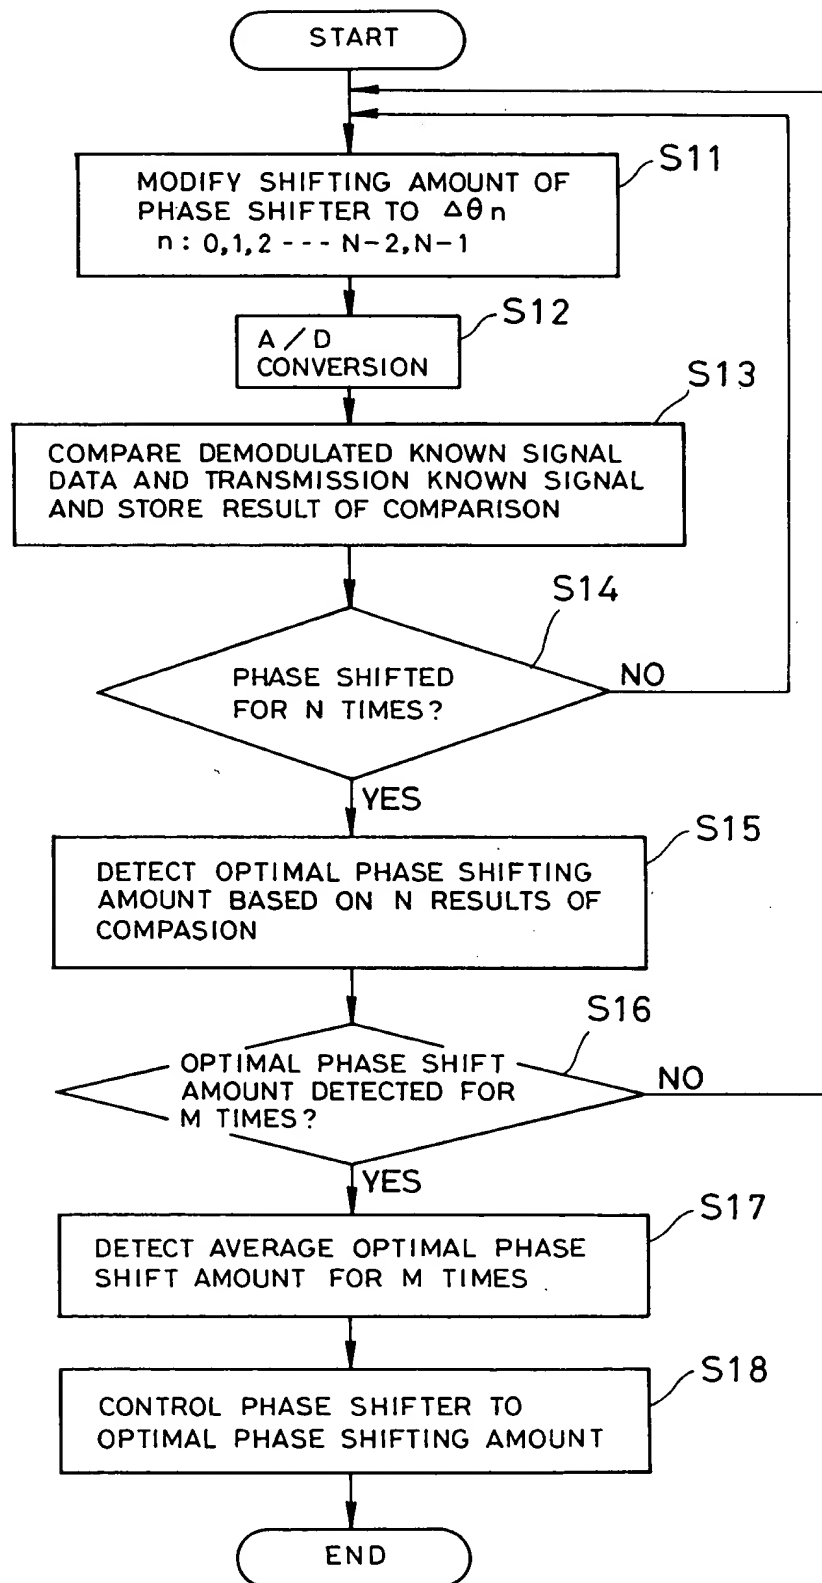 START
S11
MODIFY SHIFTING AMOUNT OF
PHASE SHIFTER TO Δθn
n: 0,1,2 --- N-2,N-1
S12
A / D
CONVERSION
S13
COMPARE DEMODULATED KNOWN SIGNAL
DATA AND TRANSMISSION KNOWN SIGNAL
AND STORE RESULT OF COMPARISON
S14
PHASE SHIFTED
FOR N TIMES?
NO
YES
S15
DETECT OPTIMAL PHASE SHIFTING
AMOUNT BASED ON N RESULTS OF
COMPASION
S16
OPTIMAL PHASE SHIFT
AMOUNT DETECTED FOR
M TIMES?
NO
YES
S17
DETECT AVERAGE OPTIMAL PHASE
SHIFT AMOUNT FOR M TIMES
S18
CONTROL PHASE SHIFTER TO
OPTIMAL PHASE SHIFTING AMOUNT
END